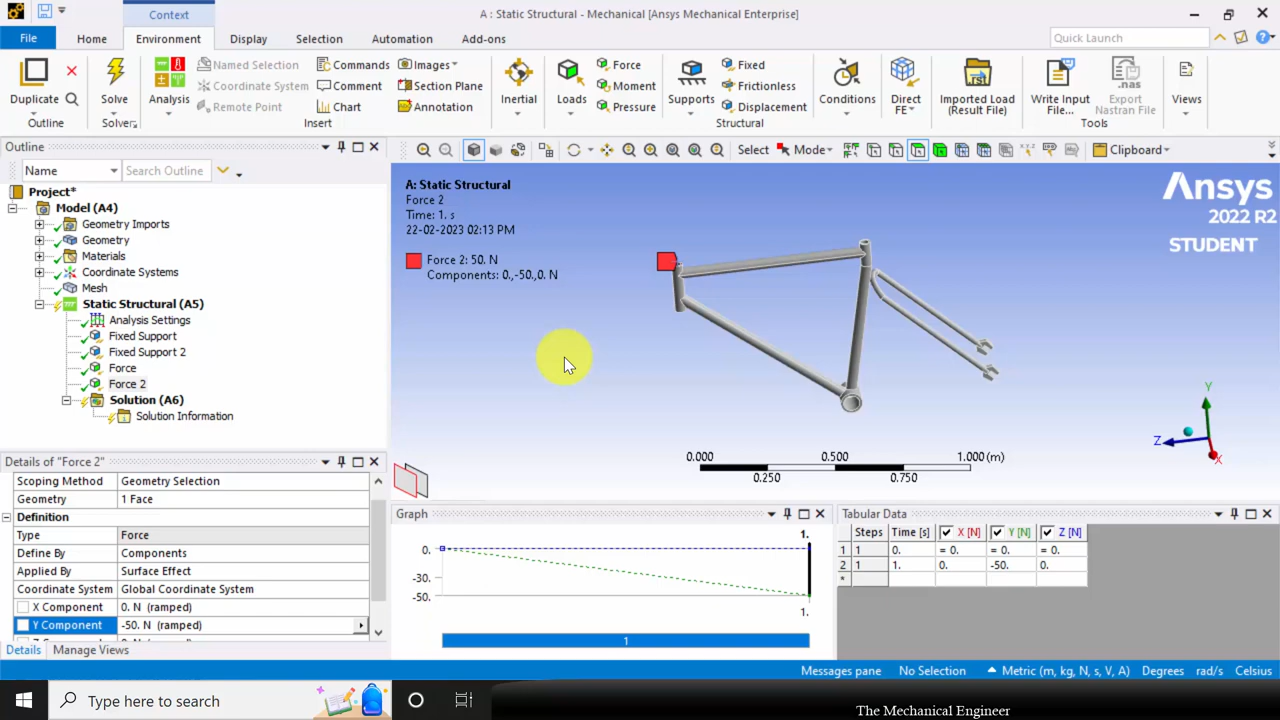 Context
A : Static Structural - Mechanical [Ansys Mechanical Enterprise]
File
Home
Environment
Display
Selection
Automation
Add-ons
Quick Launch
Duplicate
Outline
Solve
Solver
Analysis
Named Selection
Coordinate System
Remote Point
Commands
Comment
Chart
Images
Section Plane
Annotation
Insert
Inertial
Loads
Force
Moment
Pressure
Supports
Fixed
Frictionless
Displacement
Structural
Conditions
Direct
FE
Imported Load
(Result File)
Write Input
File...
Export
Nastran File
Tools
Views
Outline
Name
Search Outline
Select
Mode
Clipboard
Project*
Model (A4)
Geometry Imports
Geometry
Materials
Coordinate Systems
Mesh
Static Structural (A5)
Analysis Settings
Fixed Support
Fixed Support 2
Force
Force 2
Solution (A6)
Solution Information
A: Static Structural
Force 2
Time: 1. s
22-02-2023 02:13 PM
Force 2: 50. N
Components: 0.,-50.,0. N
Ansys
2022 R2
STUDENT
Y
Z
X
0.000 0.500 1.000 (m)
0.250 0.750
Details of "Force 2"
Scoping Method Geometry Selection
Geometry 1 Face
Definition
Type Force
Define By Components
Applied By Surface Effect
Coordinate System Global Coordinate System
X Component 0. N (ramped)
Y Component -50. N (ramped)
Details Manage Views
Graph
1.
0.
-30.
-50.
1.
1
Tabular Data
Steps Time [s] X [N] Y [N] Z [N]
1 1 0. = 0. = 0. = 0.
2 1 1. 0. -50. 0.
*
Messages pane No Selection Metric (m, kg, N, s, V, A) Degrees rad/s Celsius
Type here to search
The Mechanical Engineer